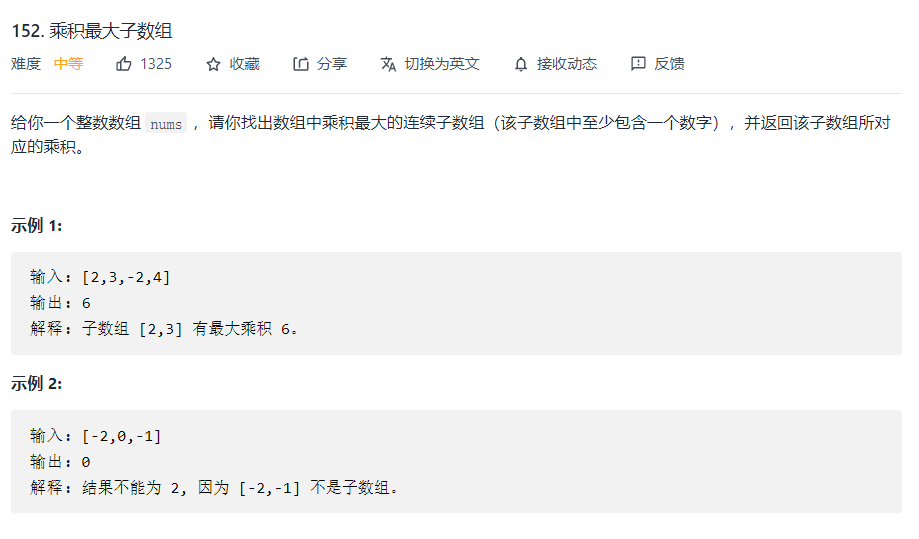 152. 乘积最大子数组
难度 中等 1325 收藏 分享 切换为英文 接收动态 反馈
给你一个整数数组 nums ，请你找出数组中乘积最大的连续子数组（该子数组中至少包含一个数字），并返回该子数组所对
应的乘积。
示例 1:
输入: [2,3,-2,4]
输出: 6
解释: 子数组 [2,3] 有最大乘积 6。
示例 2:
输入: [-2,0,-1]
输出: 0
解释: 结果不能为 2, 因为 [-2,-1] 不是子数组。